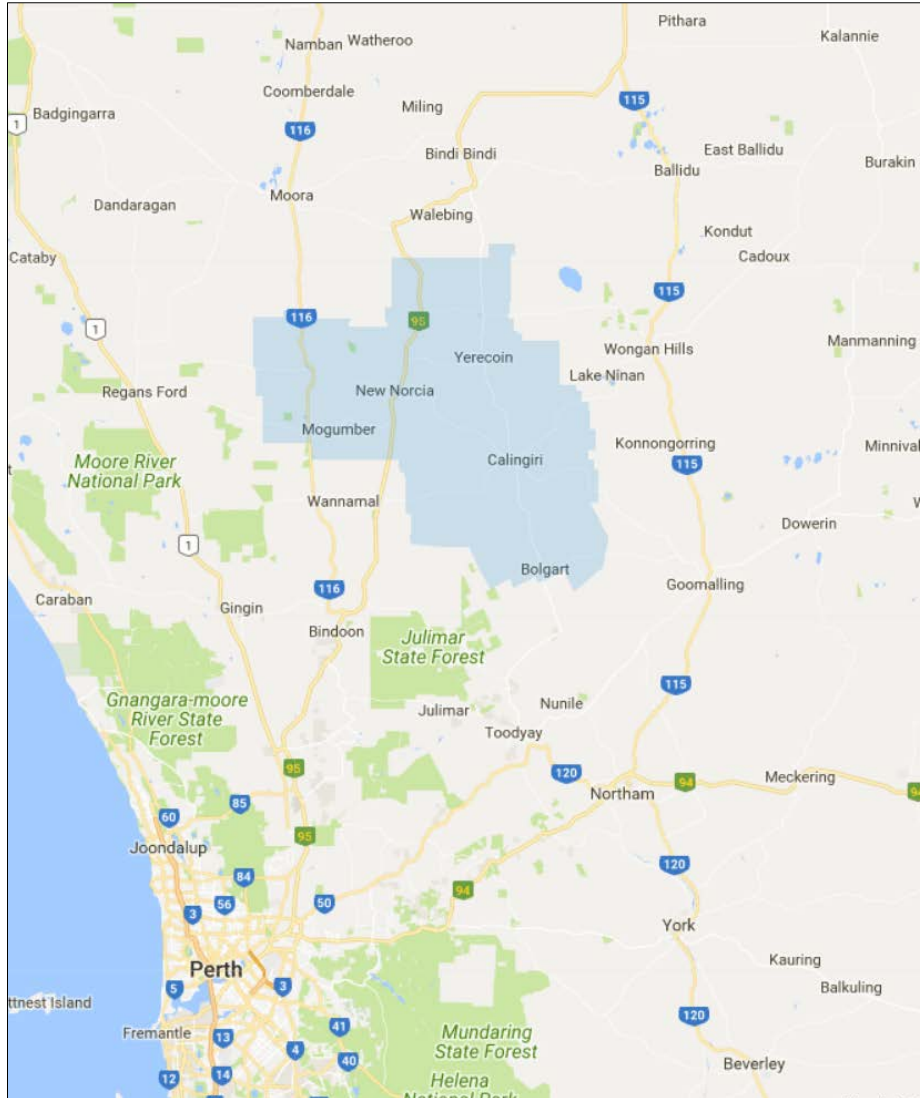 Pithara
Namban
Watheroo
Kalannie
Coomberdale
Badgingarra
Miling
115
1
116
Bindi Bindi
East Ballidu
Burakin
Ballidu
Moora
Dandaragan
Walebing
Kondut
Cataby
Cadoux
115
116
95
1
Manmanning
Wongan Hills
Yerecoin
Lake Ninan
Regans Ford
New Norcia
Mogumber
Konnongorring
Minnival
Calingiri
115
Moore River
National Park
t
Wannamal
W
Dowerin
1
Bolgart
Goomalling
116
Caraban
Gingin
Bindoon
Julimar
State Forest
115
Gnangara-moore
River State
Forest
Julimar
Nunile
Toodyay
95
120
94
Meckering
94
Northam
85
60
95
Joondalup
120
84
94
50
56
3
York
Kauring
Perth
3
5
Balkuling
ttnest Island
120
41
Fremantle
13
Mundaring
State Forest
4
40
Beverley
12
14
Helena
National Park